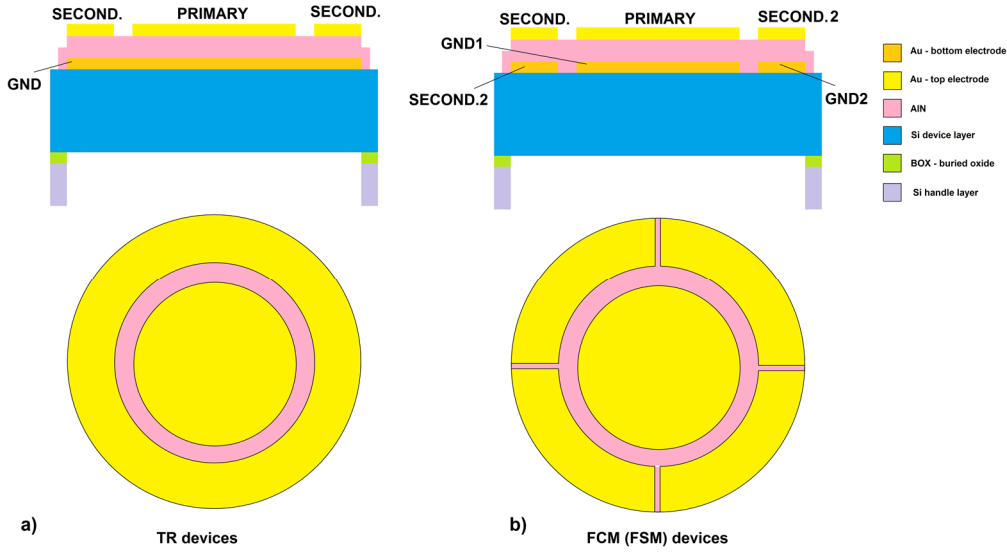 SECOND.
PRIMARY
SECOND.
GND
SECOND.
PRIMARY
SECOND.2
GND1
SECOND.2
GND2
Au - bottom electrode
Au - top electrode
AlN
Si device layer
BOX - buried oxide
Si handle layer
a)
TR devices
b)
FCM (FSM) devices